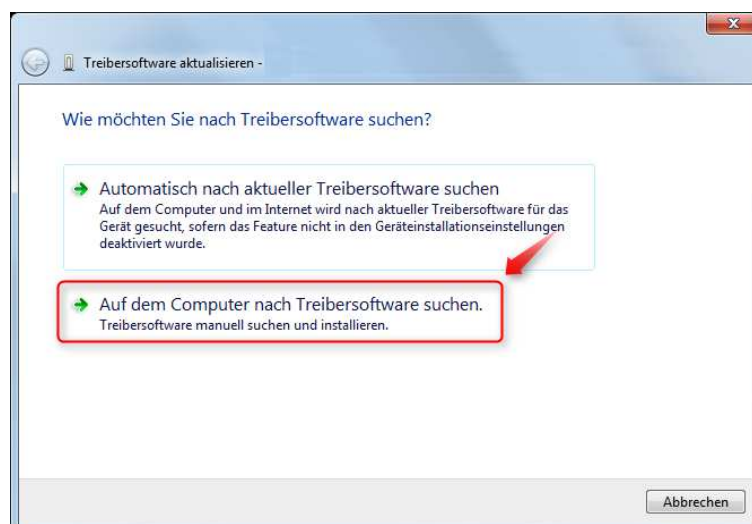 Treibersoftware aktualisieren -
Wie möchten Sie nach Treibersoftware suchen?
Automatisch nach aktueller Treibersoftware suchen
Auf dem Computer und im Internet wird nach aktueller Treibersoftware für das
Gerät gesucht, sofern das Feature nicht in den Geräteinstallationseinstellungen
deaktiviert wurde.
Auf dem Computer nach Treibersoftware suchen.
Treibersoftware manuell suchen und installieren.
Abbrechen